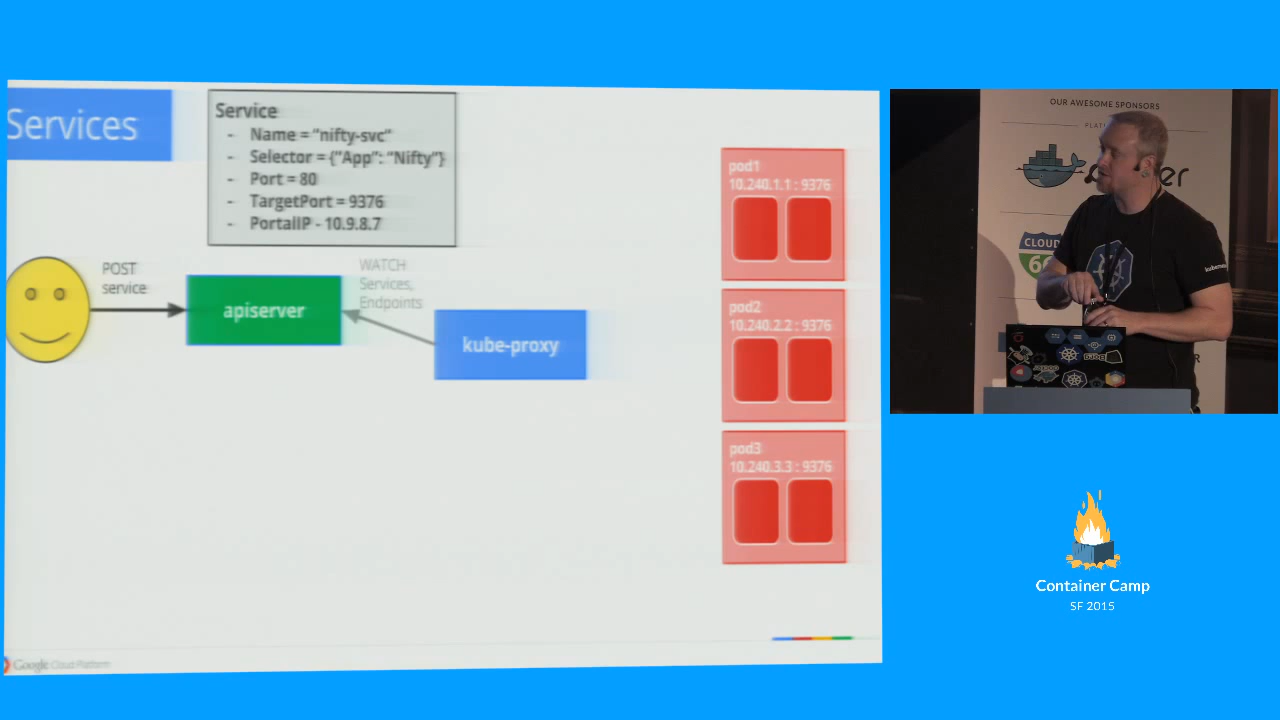 Services
Service
- Name = "nifty-svc"
- Selector = {"App": "Nifty"}
- Port = 80
- TargetPort = 9376
- PortalIP - 10.9.8.7
POST
service
apiserver
WATCH
Services,
Endpoints
kube-proxy
pod1
10.240.1.1 : 9376
pod2
10.240.2.2 : 9376
pod3
10.240.3.3 : 9376
Google Cloud Platform
OUR AWESOME SPONSORS
CLOUD
Container Camp
SF 2015